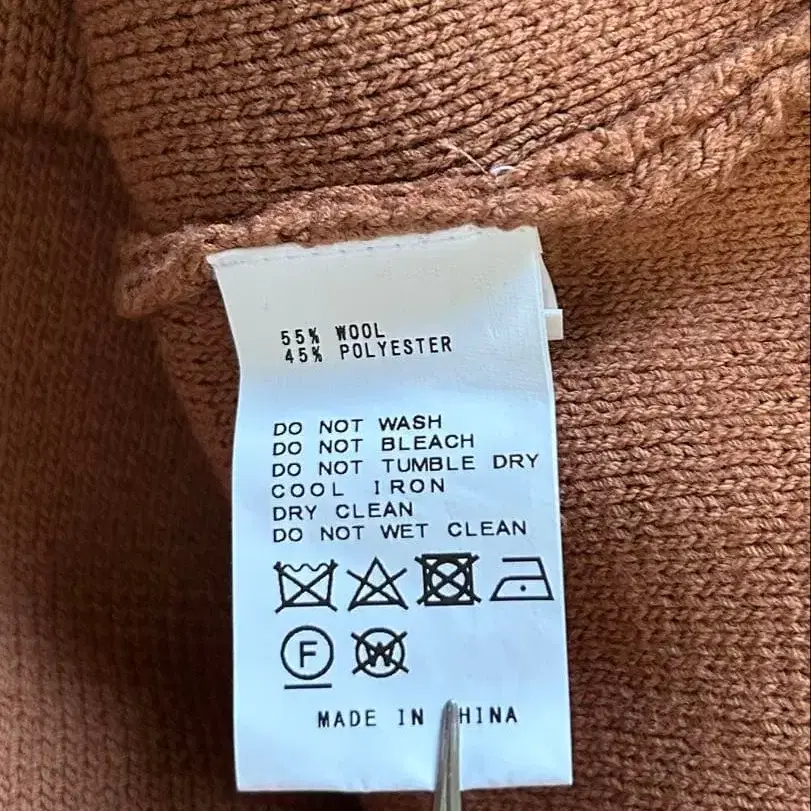 55% WOOL
45% POLYESTER
DO NOT WASH
DO NOT BLEACH
DO NOT TUMBLE DRY
COOL IRON
DRY CLEAN
DO NOT WET CLEAN
F W
MADE IN CHINA